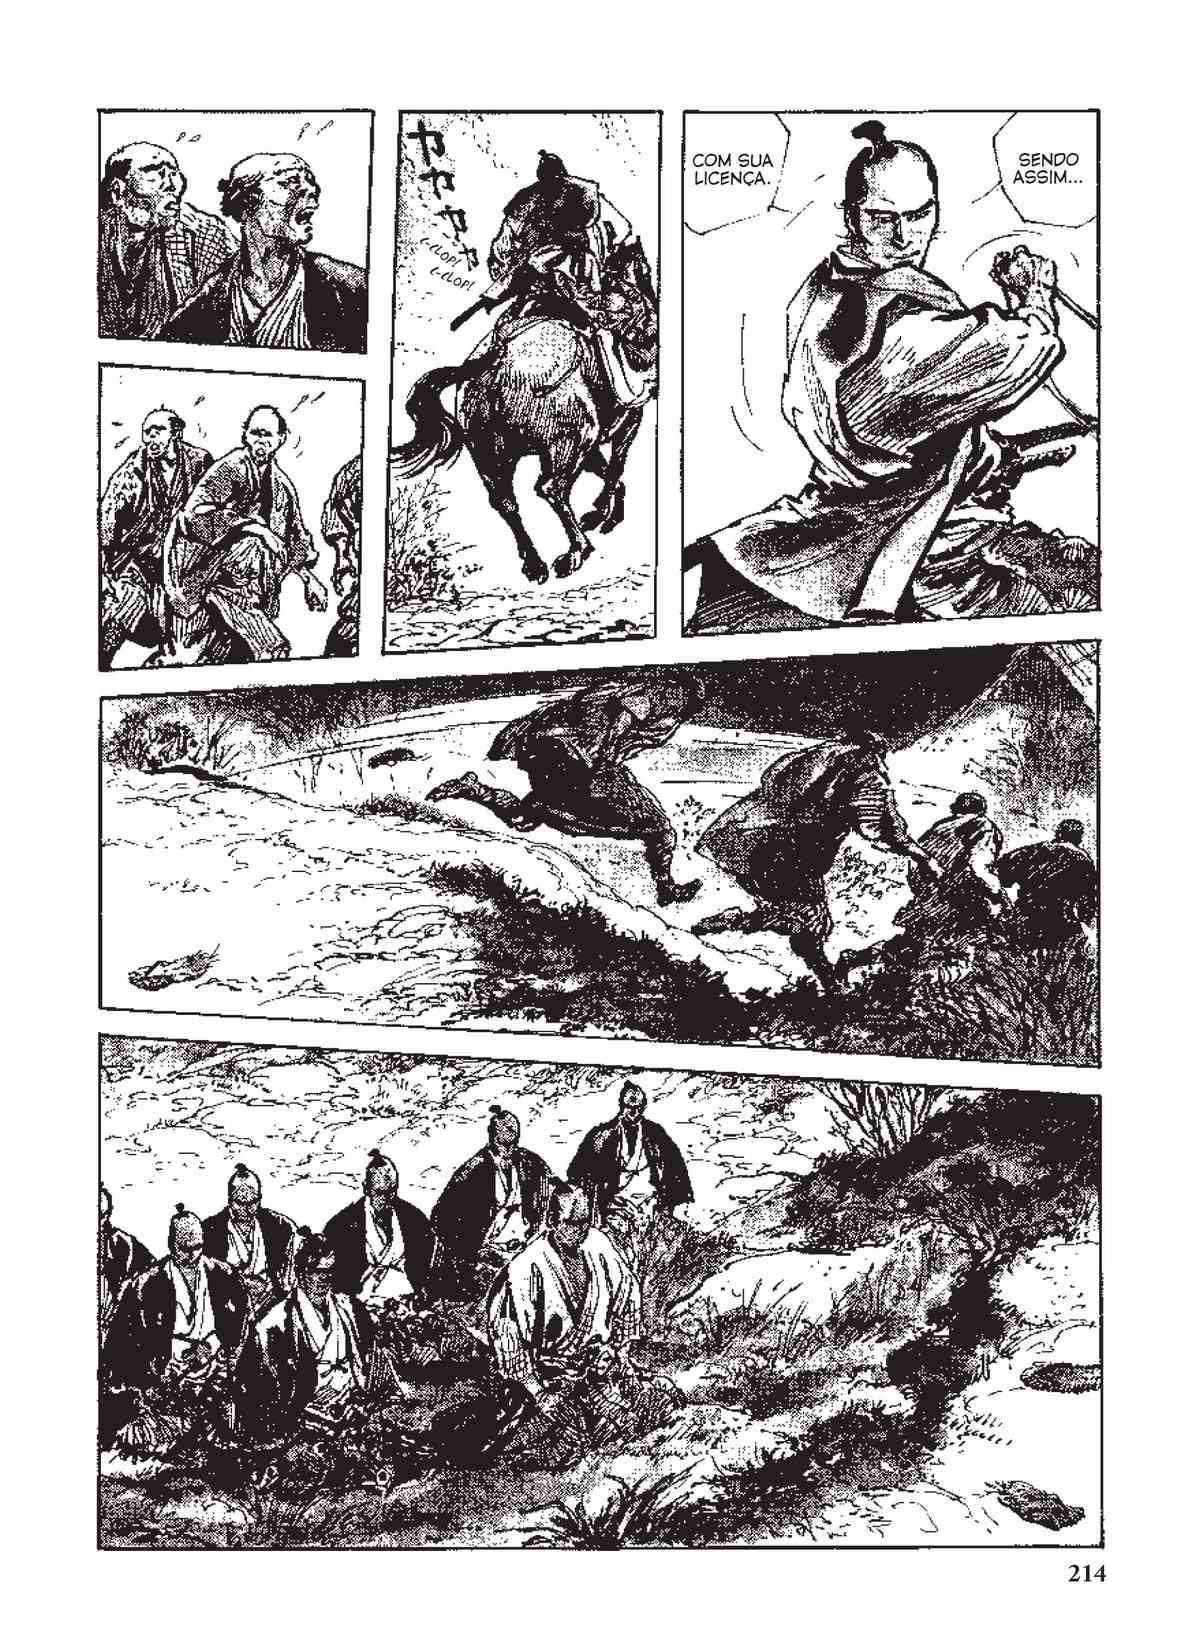 SENDO
ASSIM...
COM SUA
LICENÇA.
ヤヤヤヤ
(-CLOP!
(-CLOP!
214